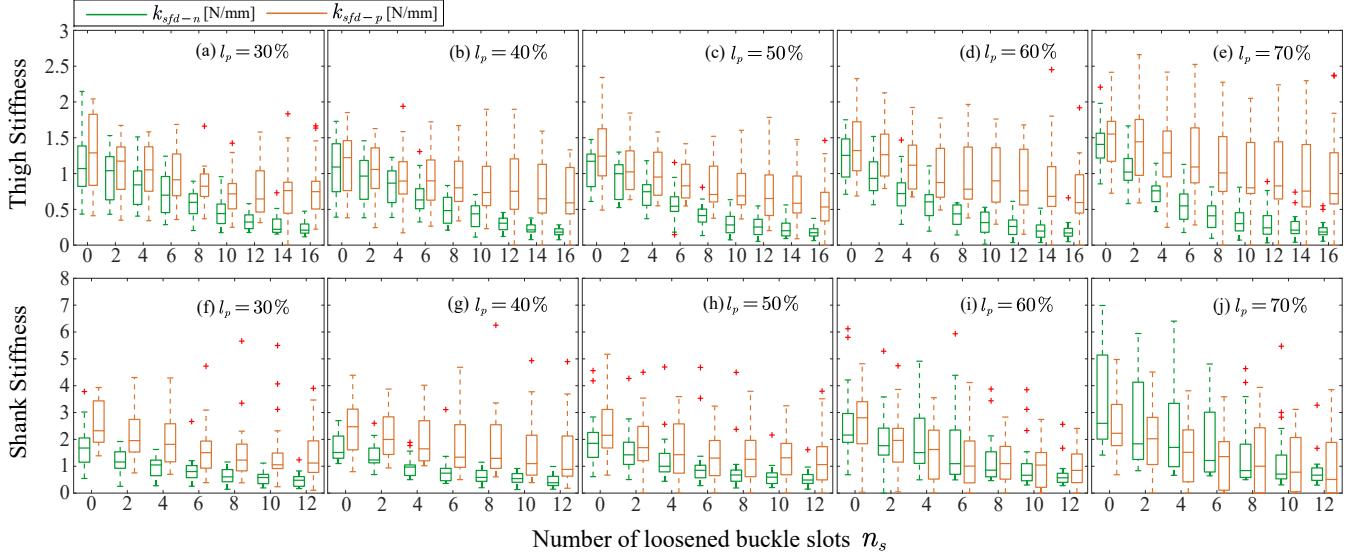 k_{sfd-n} [N/mm] k_{sfd-p} [N/mm]
Thigh Stiffness
3
2.5
2
1.5
1
0.5
0
(a) l_p = 30%
(b) l_p = 40%
(c) l_p = 50%
(d) l_p = 60%
(e) l_p = 70%
0 2 4 6 8 10 12 14 16
0 2 4 6 8 10 12 14 16
0 2 4 6 8 10 12 14 16
0 2 4 6 8 10 12 14 16
0 2 4 6 8 10 12 14 16
Shank Stiffness
8
7
6
5
4
3
2
1
0
(f) l_p = 30%
(g) l_p = 40%
(h) l_p = 50%
(i) l_p = 60%
(j) l_p = 70%
0 2 4 6 8 10 12
0 2 4 6 8 10 12
0 2 4 6 8 10 12
0 2 4 6 8 10 12
0 2 4 6 8 10 12
Number of loosened buckle slots n_s